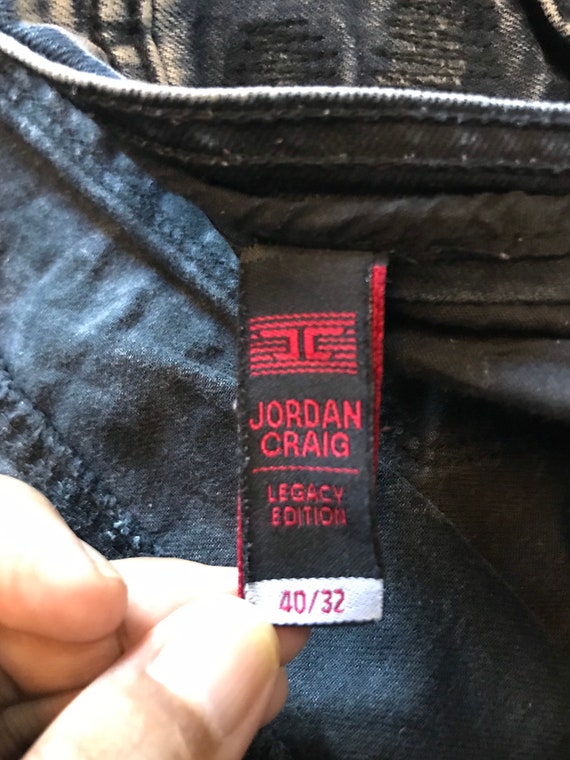 JORDAN
CRAIG
LEGACY
EDITION
40/32